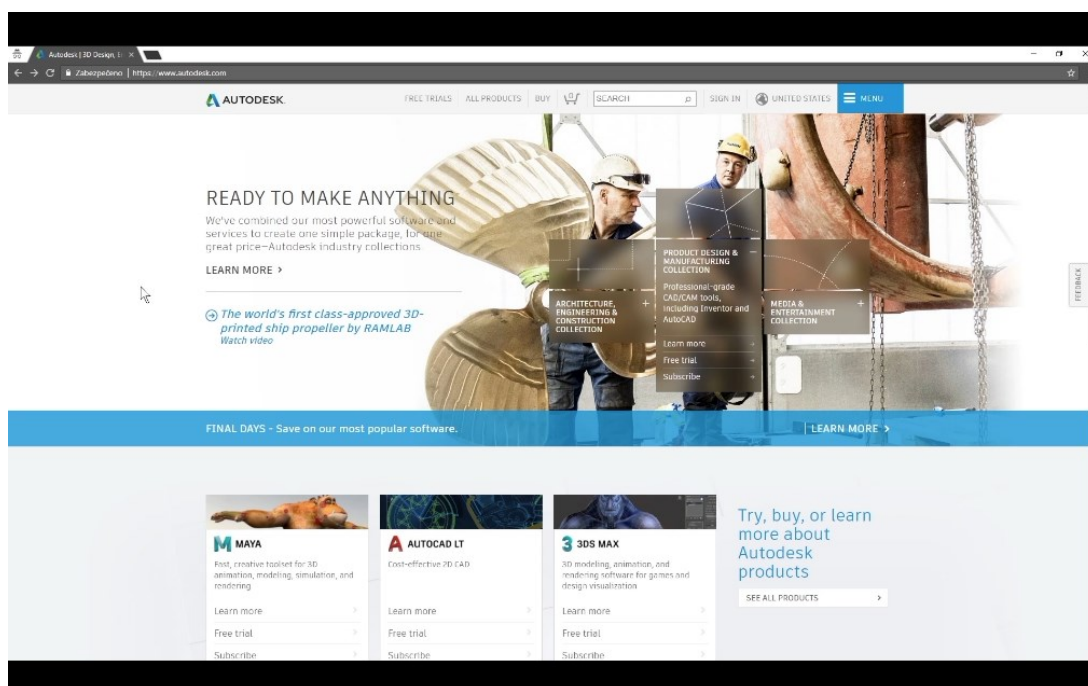 Autodesk | 3D Design, E
Zabezpečeno | https://www.autodesk.com
AUTODESK.
FREE TRIALS
ALL PRODUCTS
BUY
0
SEARCH
SIGN IN
UNITED STATES
MENU
READY TO MAKE ANYTHING
We've combined our most powerful software and
services to create one simple package, for one
great price—Autodesk industry collections
LEARN MORE >
The world's first class-approved 3D-
printed ship propeller by RAMLAB
Watch video
ARCHITECTURE,
ENGINEERING &
CONSTRUCTION
COLLECTION
+
PRODUCT DESIGN &
MANUFACTURING
COLLECTION
—
Professional-grade
CAD/CAM tools,
including Inventor and
AutoCAD
Learn more
Free trial
Subscribe
MEDIA &
ENTERTAINMENT
COLLECTION
+
FEEDBACK
FINAL DAYS - Save on our most popular software.
LEARN MORE >
MAYA
Fast, creative toolset for 3D
animation, modeling, simulation, and
rendering
Learn more
Free trial
Subscribe
AUTOCAD LT
Cost-effective 2D CAD
Learn more
Free trial
Subscribe
3 3DS MAX
3D modeling, animation, and
rendering software for games and
design visualization
Learn more
Free trial
Subscribe
Try, buy, or learn
more about
Autodesk
products
SEE ALL PRODUCTS >